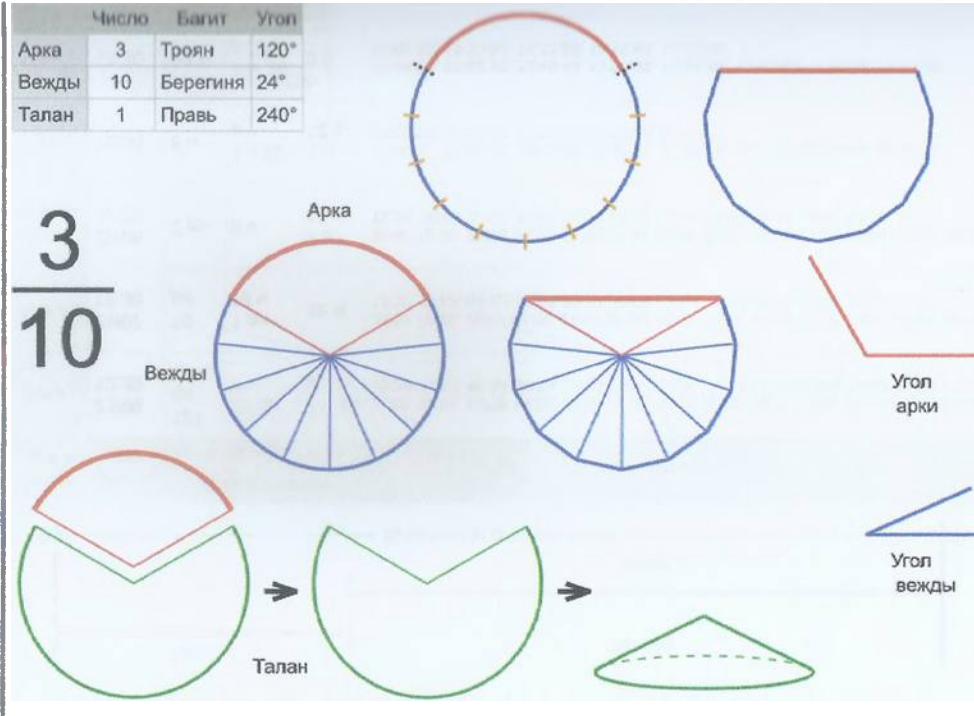 Число Багит Угол
Арка 3 Троян 120°
Вежды 10 Берегиня 24°
Талан 1 Правь 240°
3
10
Арка
Вежды
Угол
арки
Угол
вежды
Талан